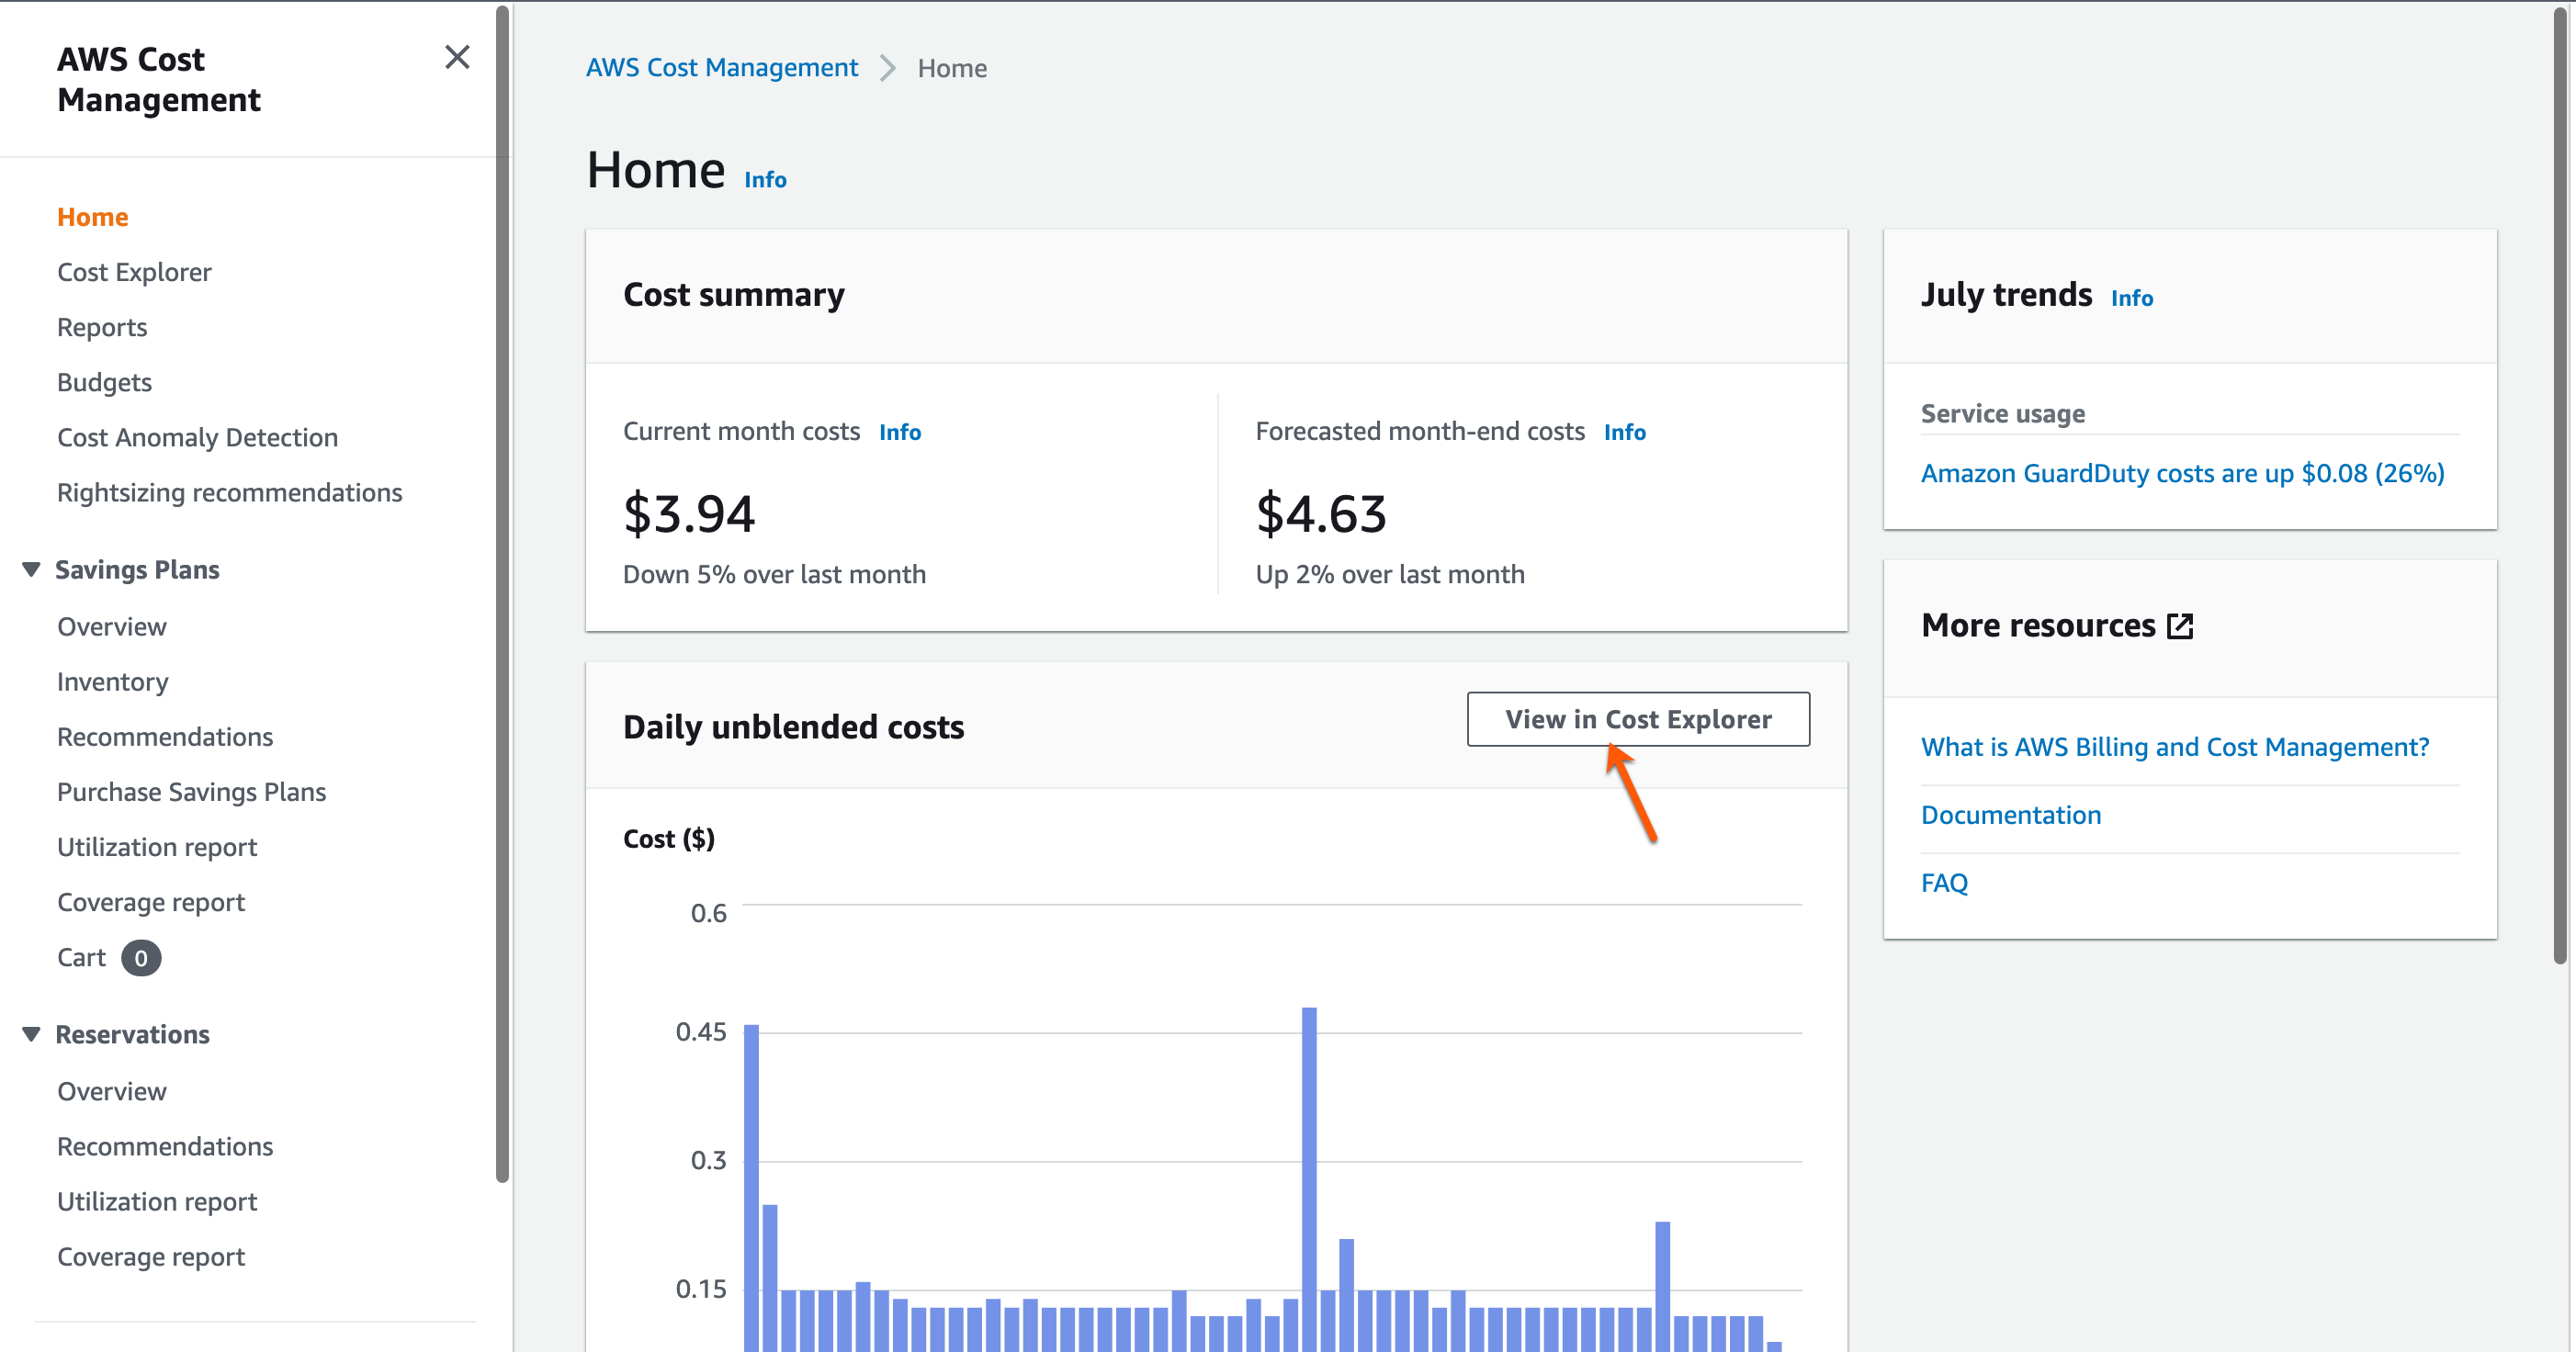 AWS Cost
Management
Home
Cost Explorer
Reports
Budgets
Cost Anomaly Detection
Rightsizing recommendations
Savings Plans
Overview
Inventory
Recommendations
Purchase Savings Plans
Utilization report
Coverage report
Cart 0
Reservations
Overview
Recommendations
Utilization report
Coverage report
AWS Cost Management Home
Home Info
Cost summary
Current month costs Info
$3.94
Down 5% over last month
Forecasted month-end costs Info
$4.63
Up 2% over last month
Daily unblended costs
View in Cost Explorer
Cost ($)
0.6
0.45
0.3
0.15
July trends Info
Service usage
Amazon GuardDuty costs are up $0.08 (26%)
More resources
What is AWS Billing and Cost Management?
Documentation
FAQ